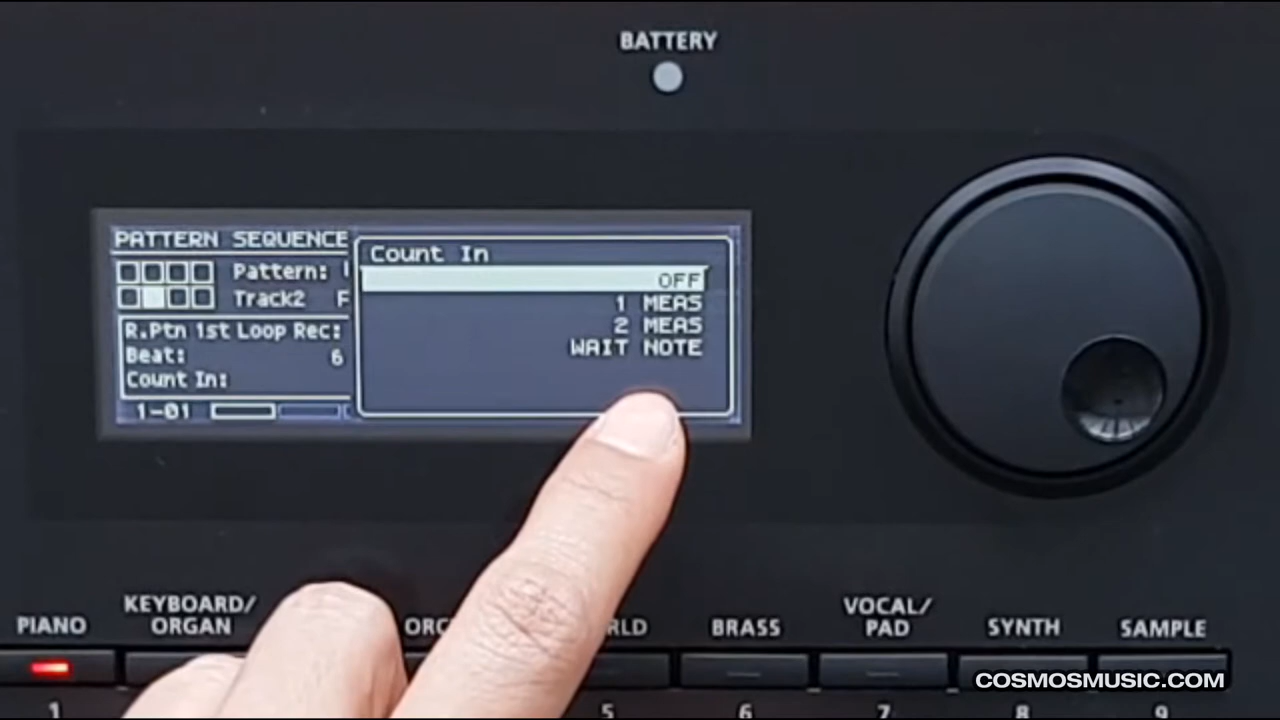 BATTERY
PATTERN SEQUENCE
Pattern:
Track2
R.Ptn 1st Loop Rec:
Beat: 6
Count In:
1-01
Count In
OFF
1 MEAS
2 MEAS
WAIT NOTE
PIANO
KEYBOARD/
ORGAN
BRASS
VOCAL/
PAD
SYNTH
SAMPLE
COSMOSMUSIC.COM
1
5
6
7
8
9